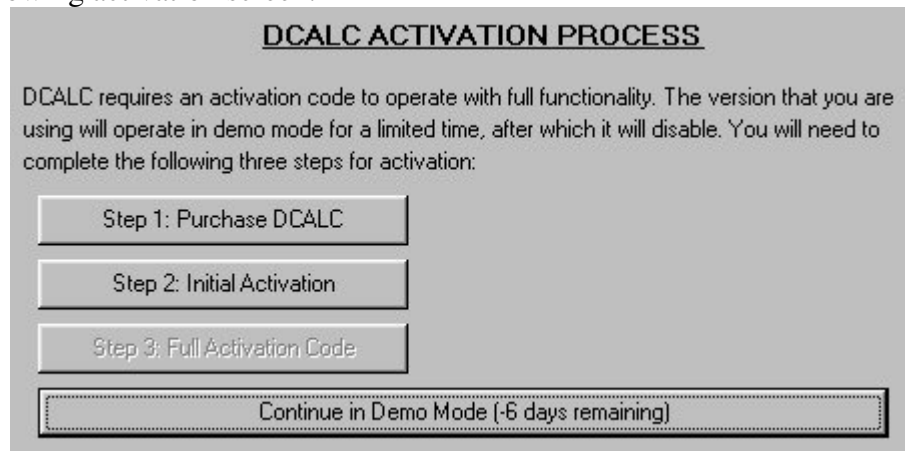 DCALC ACTIVATION PROCESS
DCALC requires an activation code to operate with full functionality. The version that you are
using will operate in demo mode for a limited time, after which it will disable. You will need to
complete the following three steps for activation:
Step 1: Purchase DCALC
Step 2: Initial Activation
Step 3: Full Activation Code
Continue in Demo Mode (-6 days remaining)